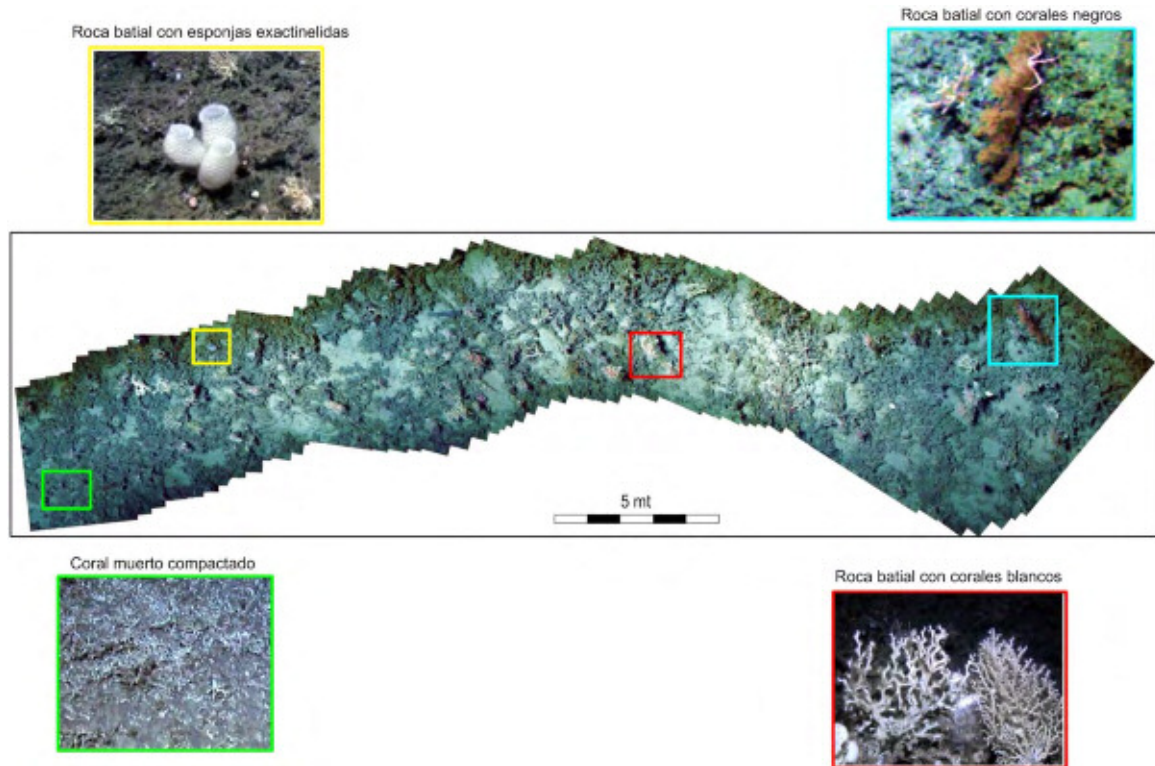 Roca batial con esponjas exactinelidas
Roca batial con corales negros
5 mt
Coral muerto compactado
Roca batial con corales blancos